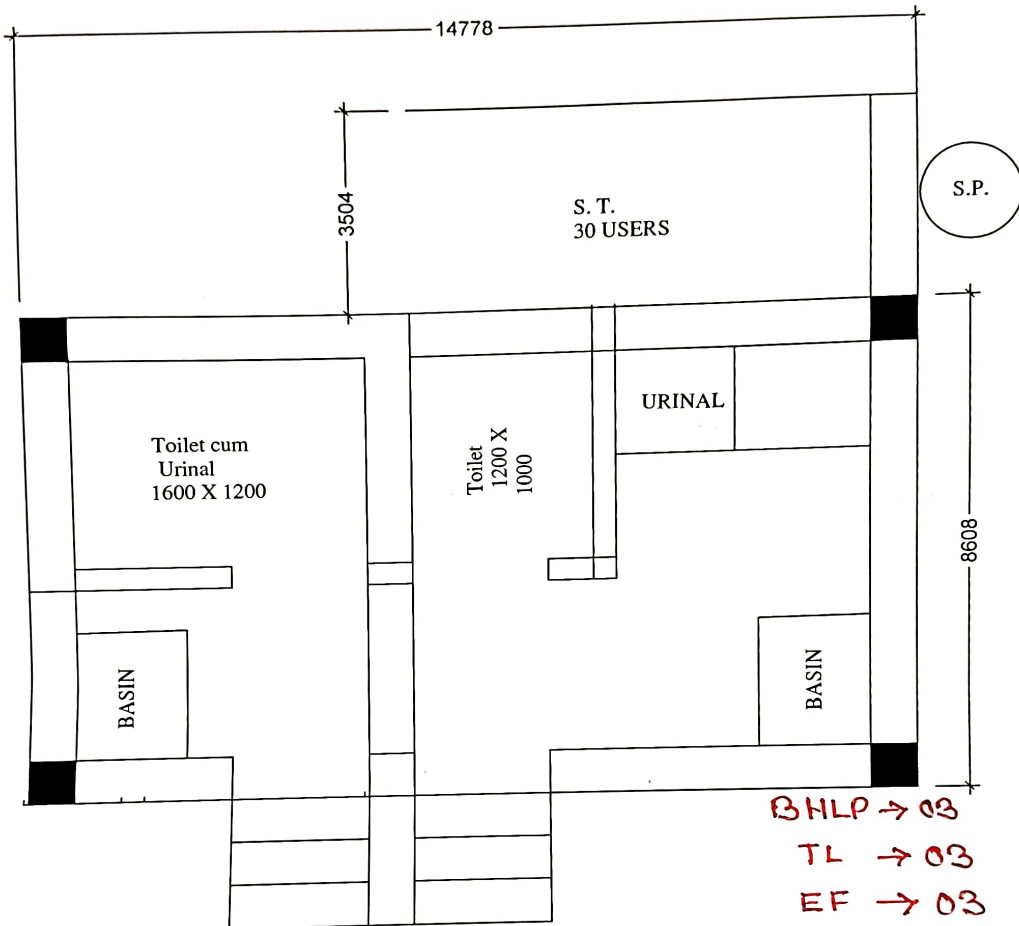 14778
3504
S. T.
30 USERS
S.P.
Toilet cum
Urinal
1600 X 1200
Toilet
1200 X
1000
URINAL
8608
BASIN
BASIN
BHLP → 03
TL → 03
EF → 03